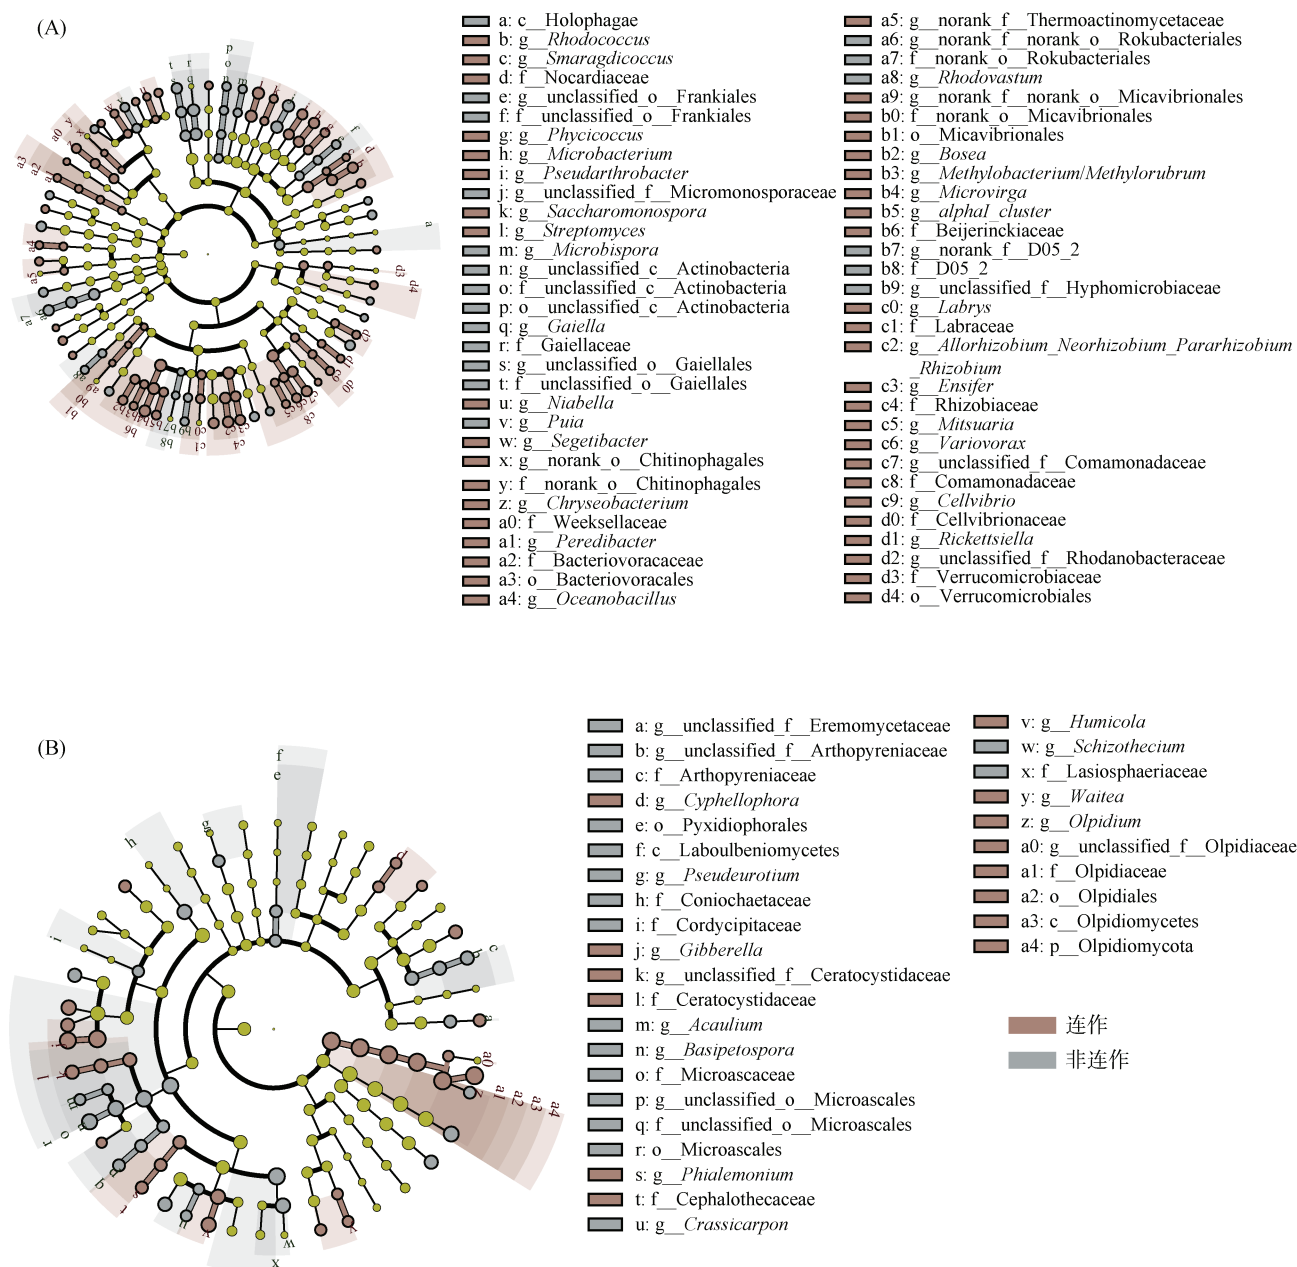 (A)
a: c__Holophagae
b: g__Rhodococcus
c: g__Smaragdicoccus
d: f__Nocardiaceae
e: g__unclassified_o__Frankiales
f: f__unclassified_o__Frankiales
g: g__Phycicoccus
h: g__Microbacterium
i: g__Pseudarthrobacter
j: g__unclassified_f__Micromonosporaceae
k: g__Saccharomonospora
l: g__Streptomyces
m: g__Microbispora
n: g__unclassified_c__Actinobacteria
o: f__unclassified_c__Actinobacteria
p: o__unclassified_c__Actinobacteria
q: g__Gaiella
r: f__Gaiellaceae
s: g__unclassified_o__Gaiellales
t: f__unclassified_o__Gaiellales
u: g__Niabella
v: g__Puia
w: g__Segetibacter
x: g__norank_o__Chitinophagales
y: f__norank_o__Chitinophagales
z: g__Chryseobacterium
a0: f__Weeksellaceae
a1: g__Peredibacter
a2: f__Bacteriovoracaceae
a3: o__Bacteriovoracales
a4: g__Oceanobacillus
a5: g__norank_f__Thermoactinomycetaceae
a6: g__norank_f__norank_o__Rokubacteriales
a7: f__norank_o__Rokubacteriales
a8: g__Rhodovastum
a9: g__norank_f__norank_o__Micavibrionales
b0: f__norank_o__Micavibrionales
b1: o__Micavibrionales
b2: g__Bosea
b3: g__Methylobacterium/Methylorubrum
b4: g__Microvirga
b5: g__alphaI_cluster
b6: f__Beijerinckiaceae
b7: g__norank_f__D05_2
b8: f__D05_2
b9: g__unclassified_f__Hyphomicrobiaceae
c0: g__Labrys
c1: f__Labraceae
c2: g__Allorhizobium_Neorhizobium_Pararhizobium
_Rhizobium
c3: g__Ensifer
c4: f__Rhizobiaceae
c5: g__Mitsuaria
c6: g__Variovorax
c7: g__unclassified_f__Comamonadaceae
c8: f__Comamonadaceae
c9: g__Cellvibrio
d0: f__Cellvibrionaceae
d1: g__Rickettsiella
d2: g__unclassified_f__Rhodanobacteraceae
d3: f__Verrucomicrobiaceae
d4: o__Verrucomicrobiales
(B)
a: g__unclassified_f__Eremomycetaceae
b: g__unclassified_f__Arthopyreniaceae
c: f__Arthopyreniaceae
d: g__Cyphellophora
e: o__Pyxidiophorales
f: c__Laboulbeniomycetes
g: g__Pseudeurotium
h: f__Coniochaetaceae
i: f__Cordycipitaceae
j: g__Gibberella
k: g__unclassified_f__Ceratocystidaceae
l: f__Ceratocystidaceae
m: g__Acaulium
n: g__Basipetospora
o: f__Microascaceae
p: g__unclassified_o__Microascales
q: f__unclassified_o__Microascales
r: o__Microascales
s: g__Phialemonium
t: f__Cephalothecaceae
u: g__Crassicarpon
v: g__Humicola
w: g__Schizothecium
x: f__Lasiosphaeriaceae
y: g__Waitea
z: g__Olpidium
a0: g__unclassified_f__Olpidiaceae
a1: f__Olpidiaceae
a2: o__Olpidiales
a3: c__Olpidiomycetes
a4: p__Olpidiomycota
连作
非连作